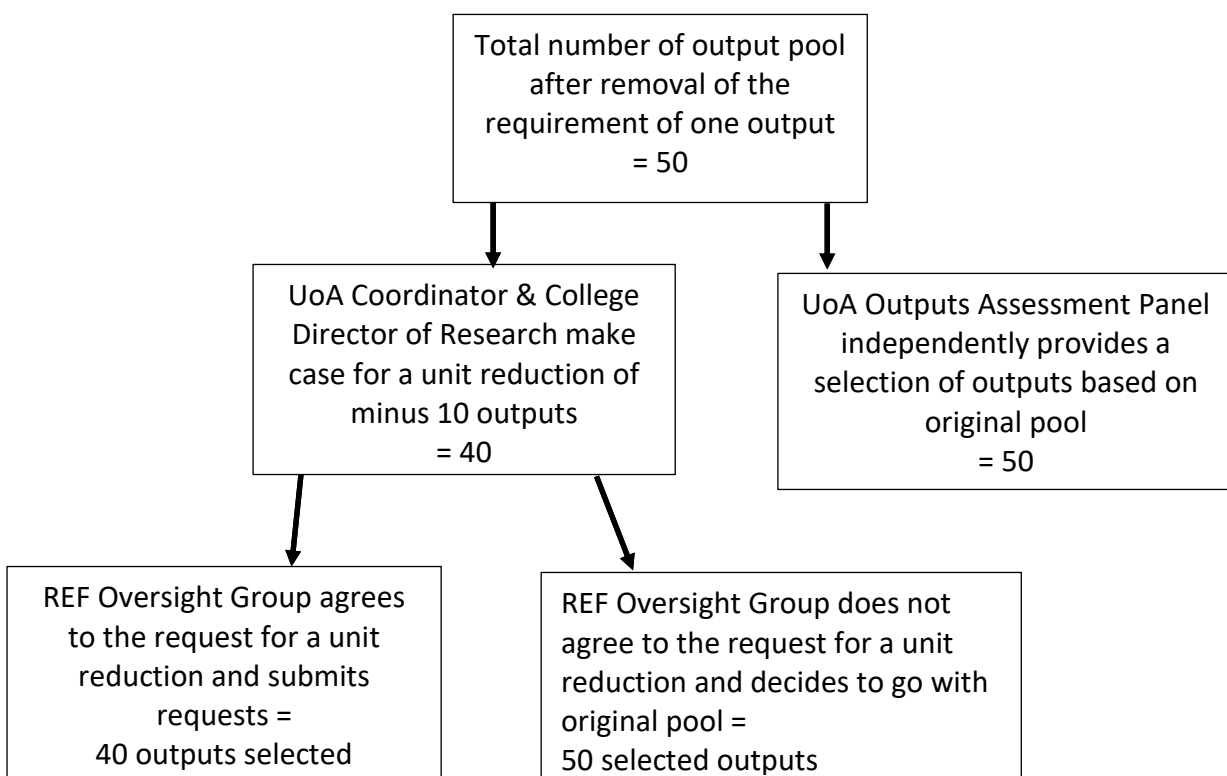 Total number of output pool
after removal of the
requirement of one output
= 50
UoA Coordinator & College
Director of Research make
case for a unit reduction of
minus 10 outputs
= 40
UoA Outputs Assessment Panel
independently provides a
selection of outputs based on
original pool
= 50
REF Oversight Group agrees
to the request for a unit
reduction and submits
requests =
40 outputs selected
REF Oversight Group does not
agree to the request for a unit
reduction and decides to go with
original pool =
50 selected outputs